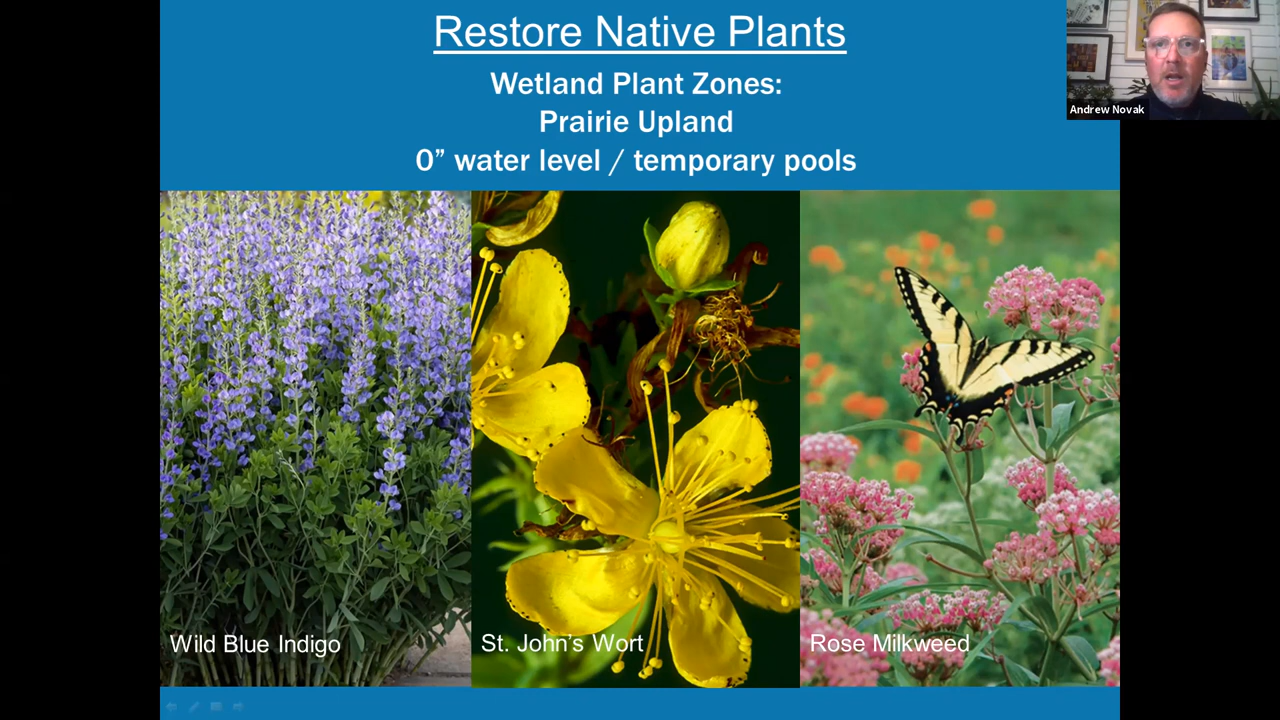 Restore Native Plants
Wetland Plant Zones:
Prairie Upland
0” water level / temporary pools
Andrew Novak
Wild Blue Indigo
St. John’s Wort
Rose Milkweed